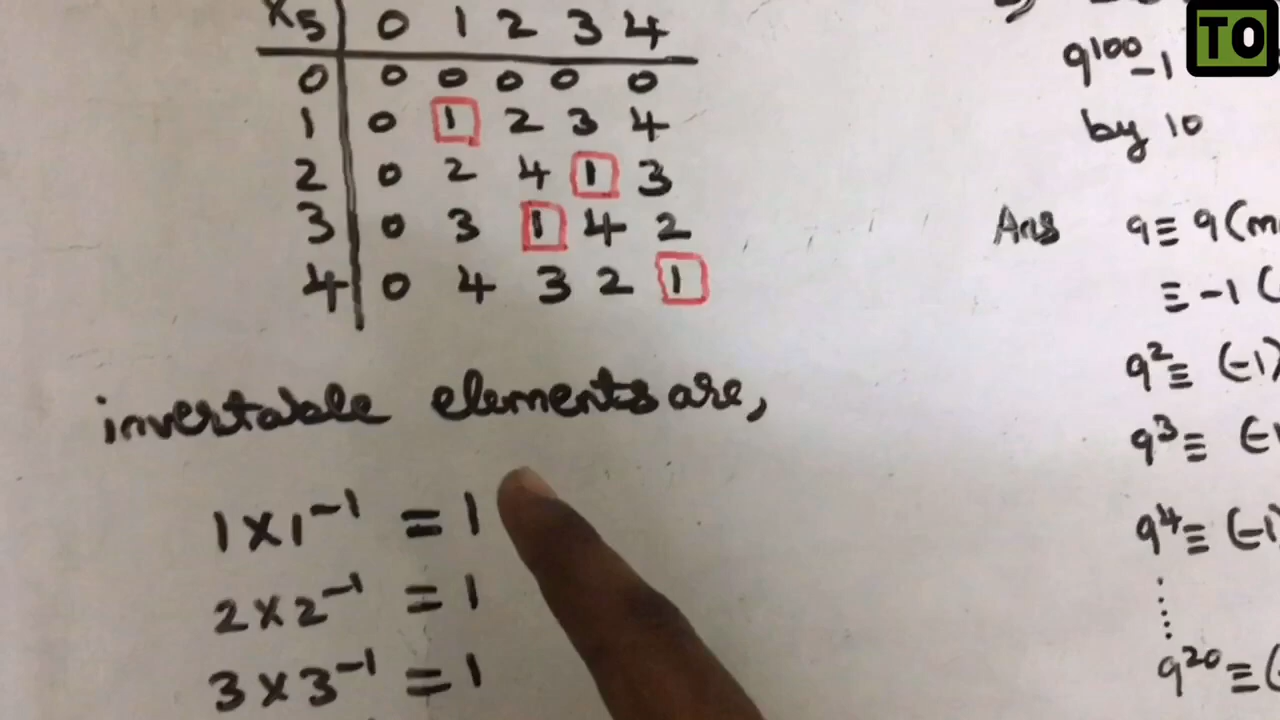 ×5 0 1 2 3 4
0 0 0 0 0 0
1 0 1 2 3 4
2 0 2 4 1 3
3 0 3 1 4 2
4 0 4 3 2 1
invertable elements are,
1×1⁻¹ = 1
2×2⁻¹ = 1
3×3⁻¹ = 1
TO
9¹⁰⁰-1
by 10
Ans 9≡9(m
≡-1(
9²≡(-1)
9³≡(-1
9⁴≡(-1)
9²⁰≡(